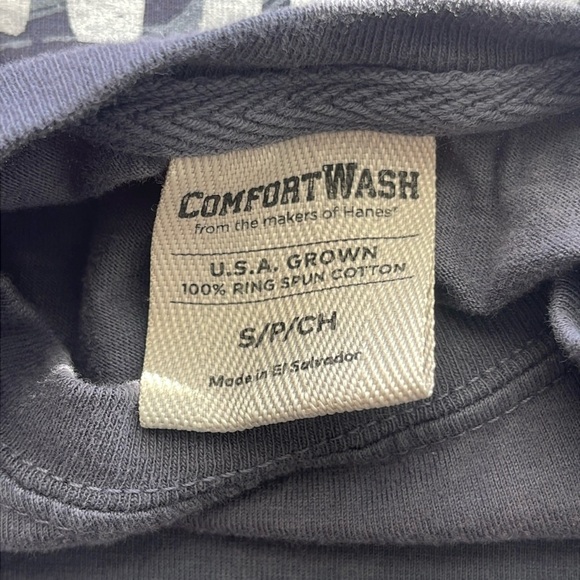 COMFORTWASH
from the makers of Hanes®
U.S.A. GROWN
100% RING SPUN COTTON
S/P/CH
Made in El Salvador